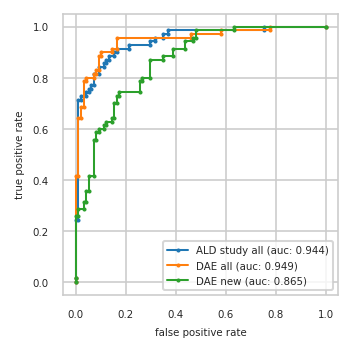 1.0
0.8
0.6
0.4
0.2
0.0
true positive rate
ALD study all (auc: 0.944)
DAE all (auc: 0.949)
DAE new (auc: 0.865)
0.0 0.2 0.4 0.6 0.8 1.0
false positive rate